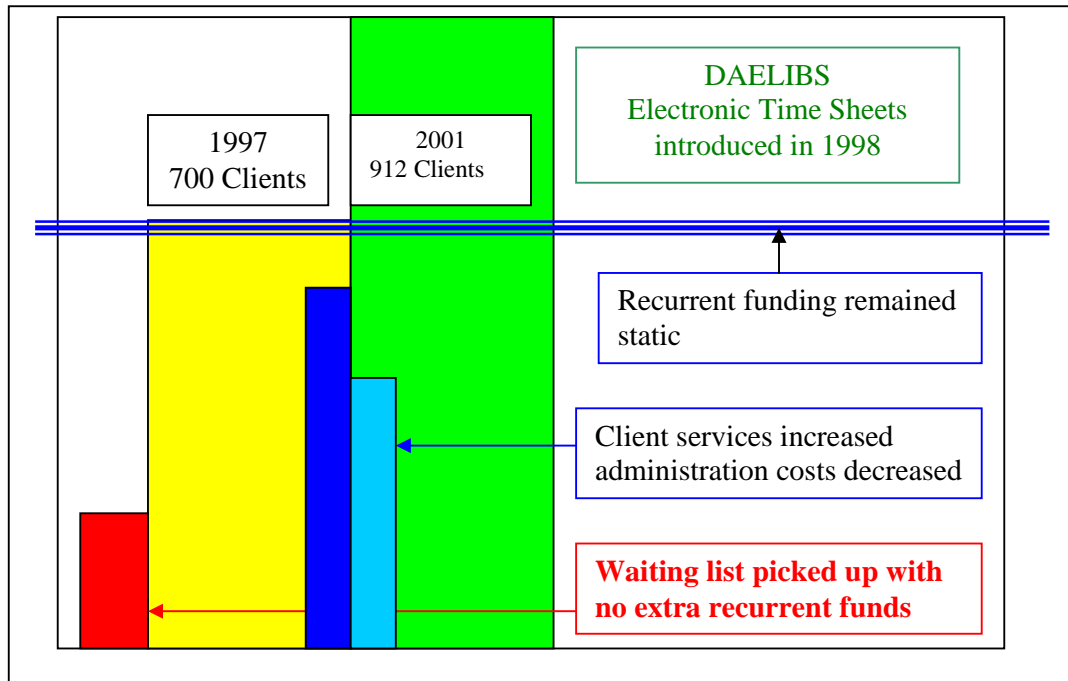 DAELIBS
Electronic Time Sheets
introduced in 1998
1997
700 Clients
2001
912 Clients
Recurrent funding remained
static
Client services increased
administration costs decreased
Waiting list picked up with
no extra recurrent funds